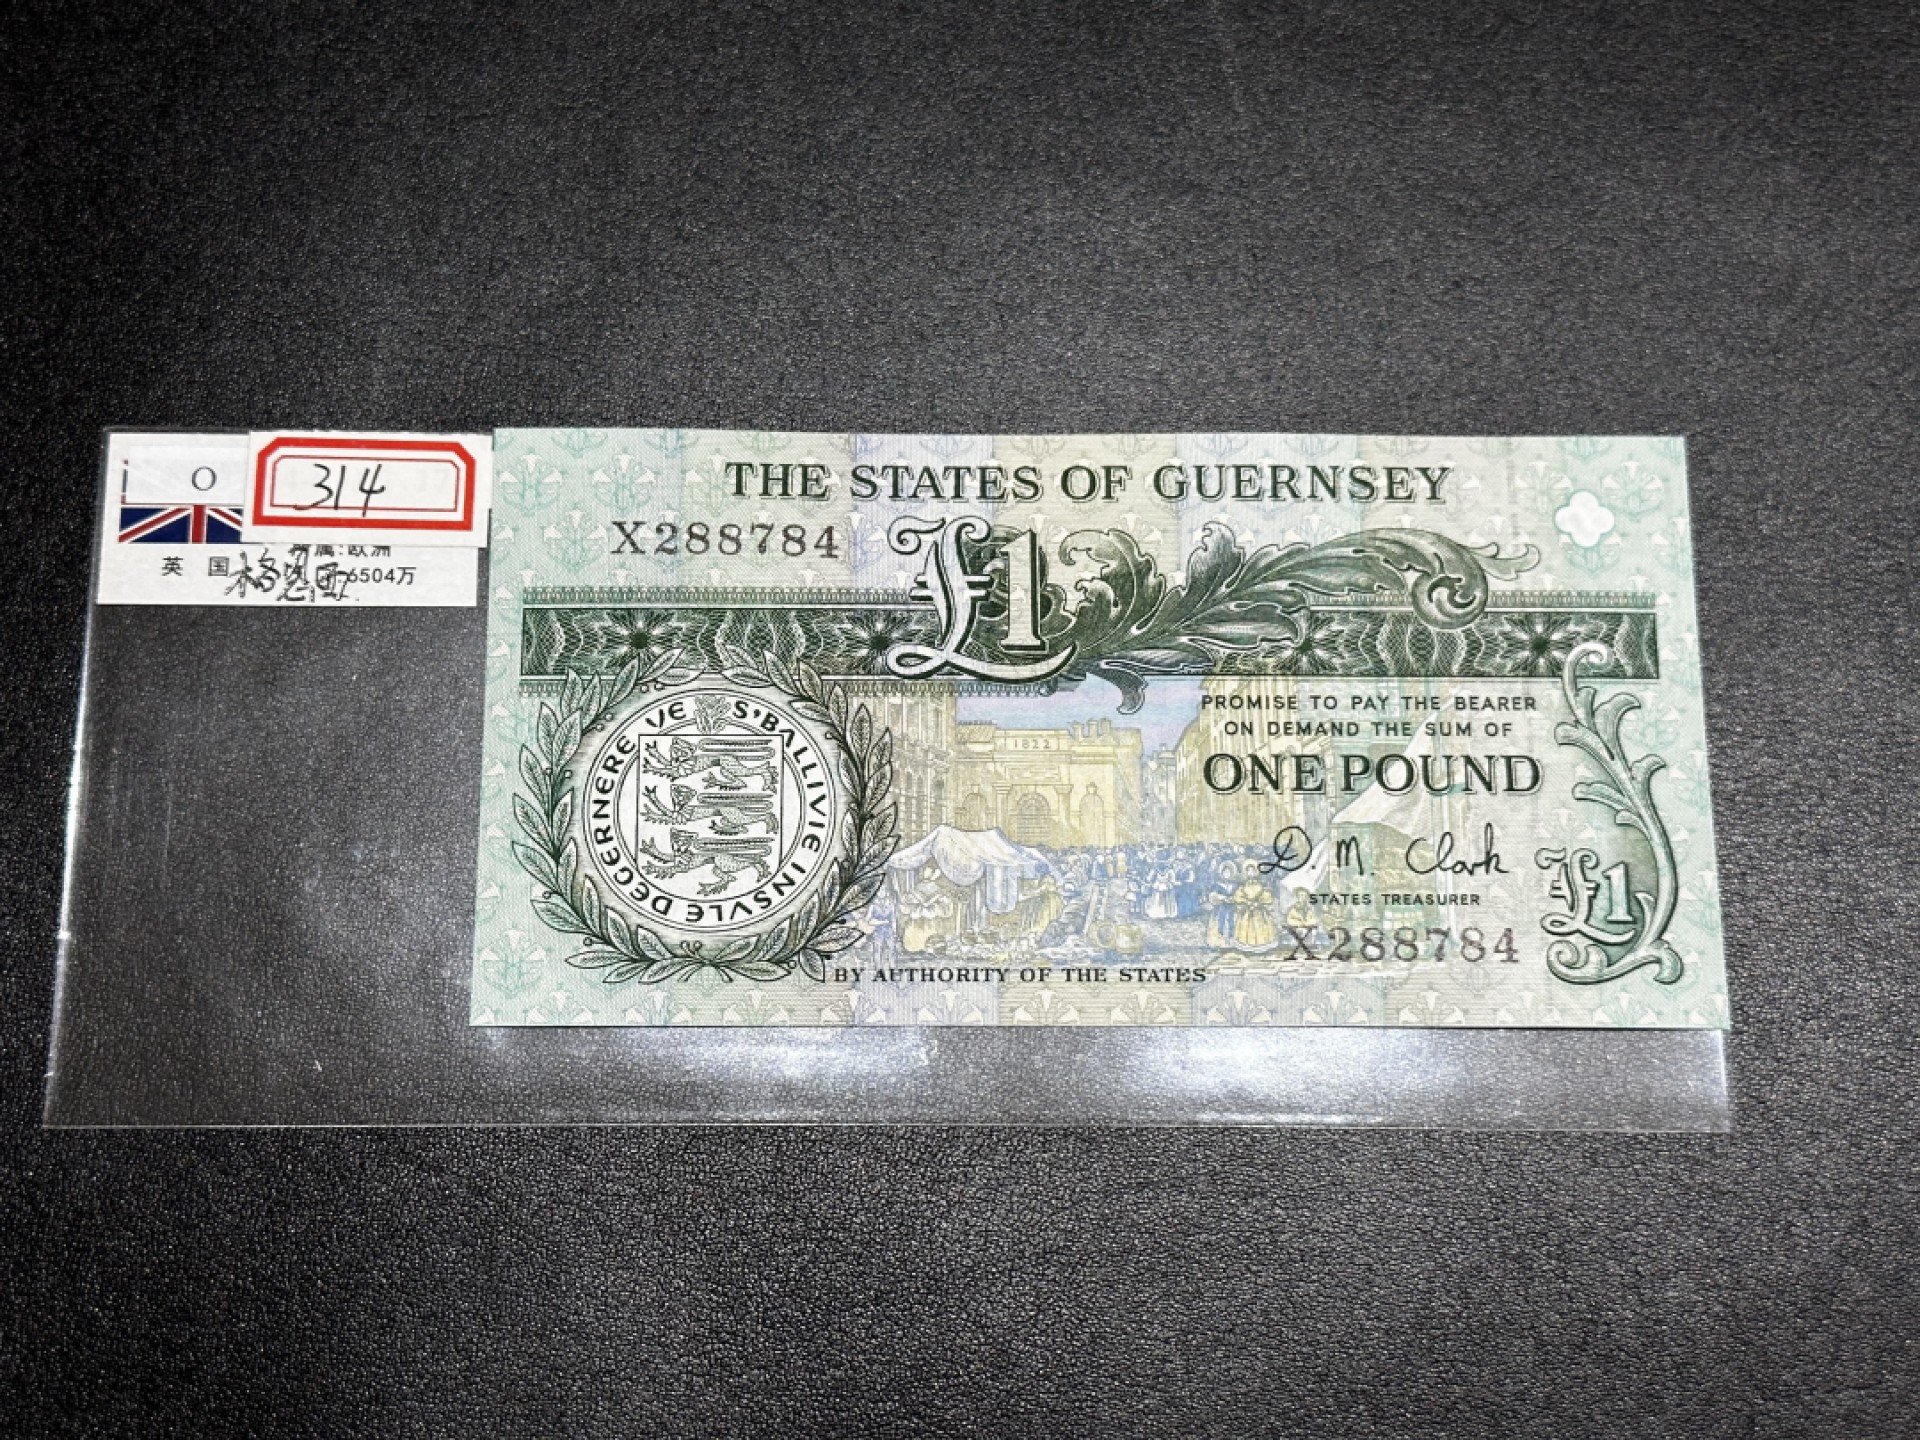 THE STATES OF GUERNSEY
X288784
£1
PROMISE TO PAY THE BEARER
ON DEMAND THE SUM OF
ONE POUND
D. M. Clark
STATES TREASURER
£1
X288784
BY AUTHORITY OF THE STATES
S'BALLIVIE INSVLE DEGERNEREYE
1822
O
314
属:欧洲
英 国
格恩西
6504万